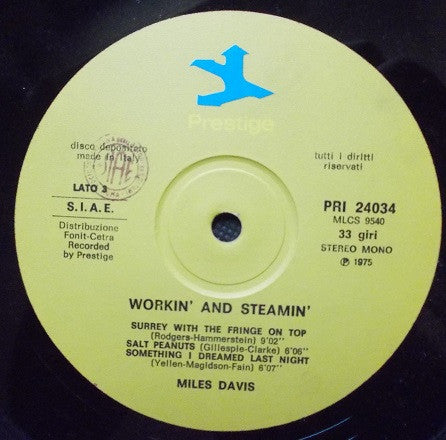 Prestige
disco depositato
made in Italy
tutti i diritti
riservati
LATO 3
S.I.A.E.
Distribuzione
Fonit-Cetra
Recorded
by Prestige
PRI 24034
MLCS 9540
33 giri
STEREO MONO
℗ 1975
WORKIN' AND STEAMIN'
SURREY WITH THE FRINGE ON TOP
(Rodgers-Hammerstein) 9'02"
SALT PEANUTS (Gillespie-Clarke) 6'06"
SOMETHING I DREAMED LAST NIGHT
(Yellen-Magidson-Fain) 6'07"
MILES DAVIS